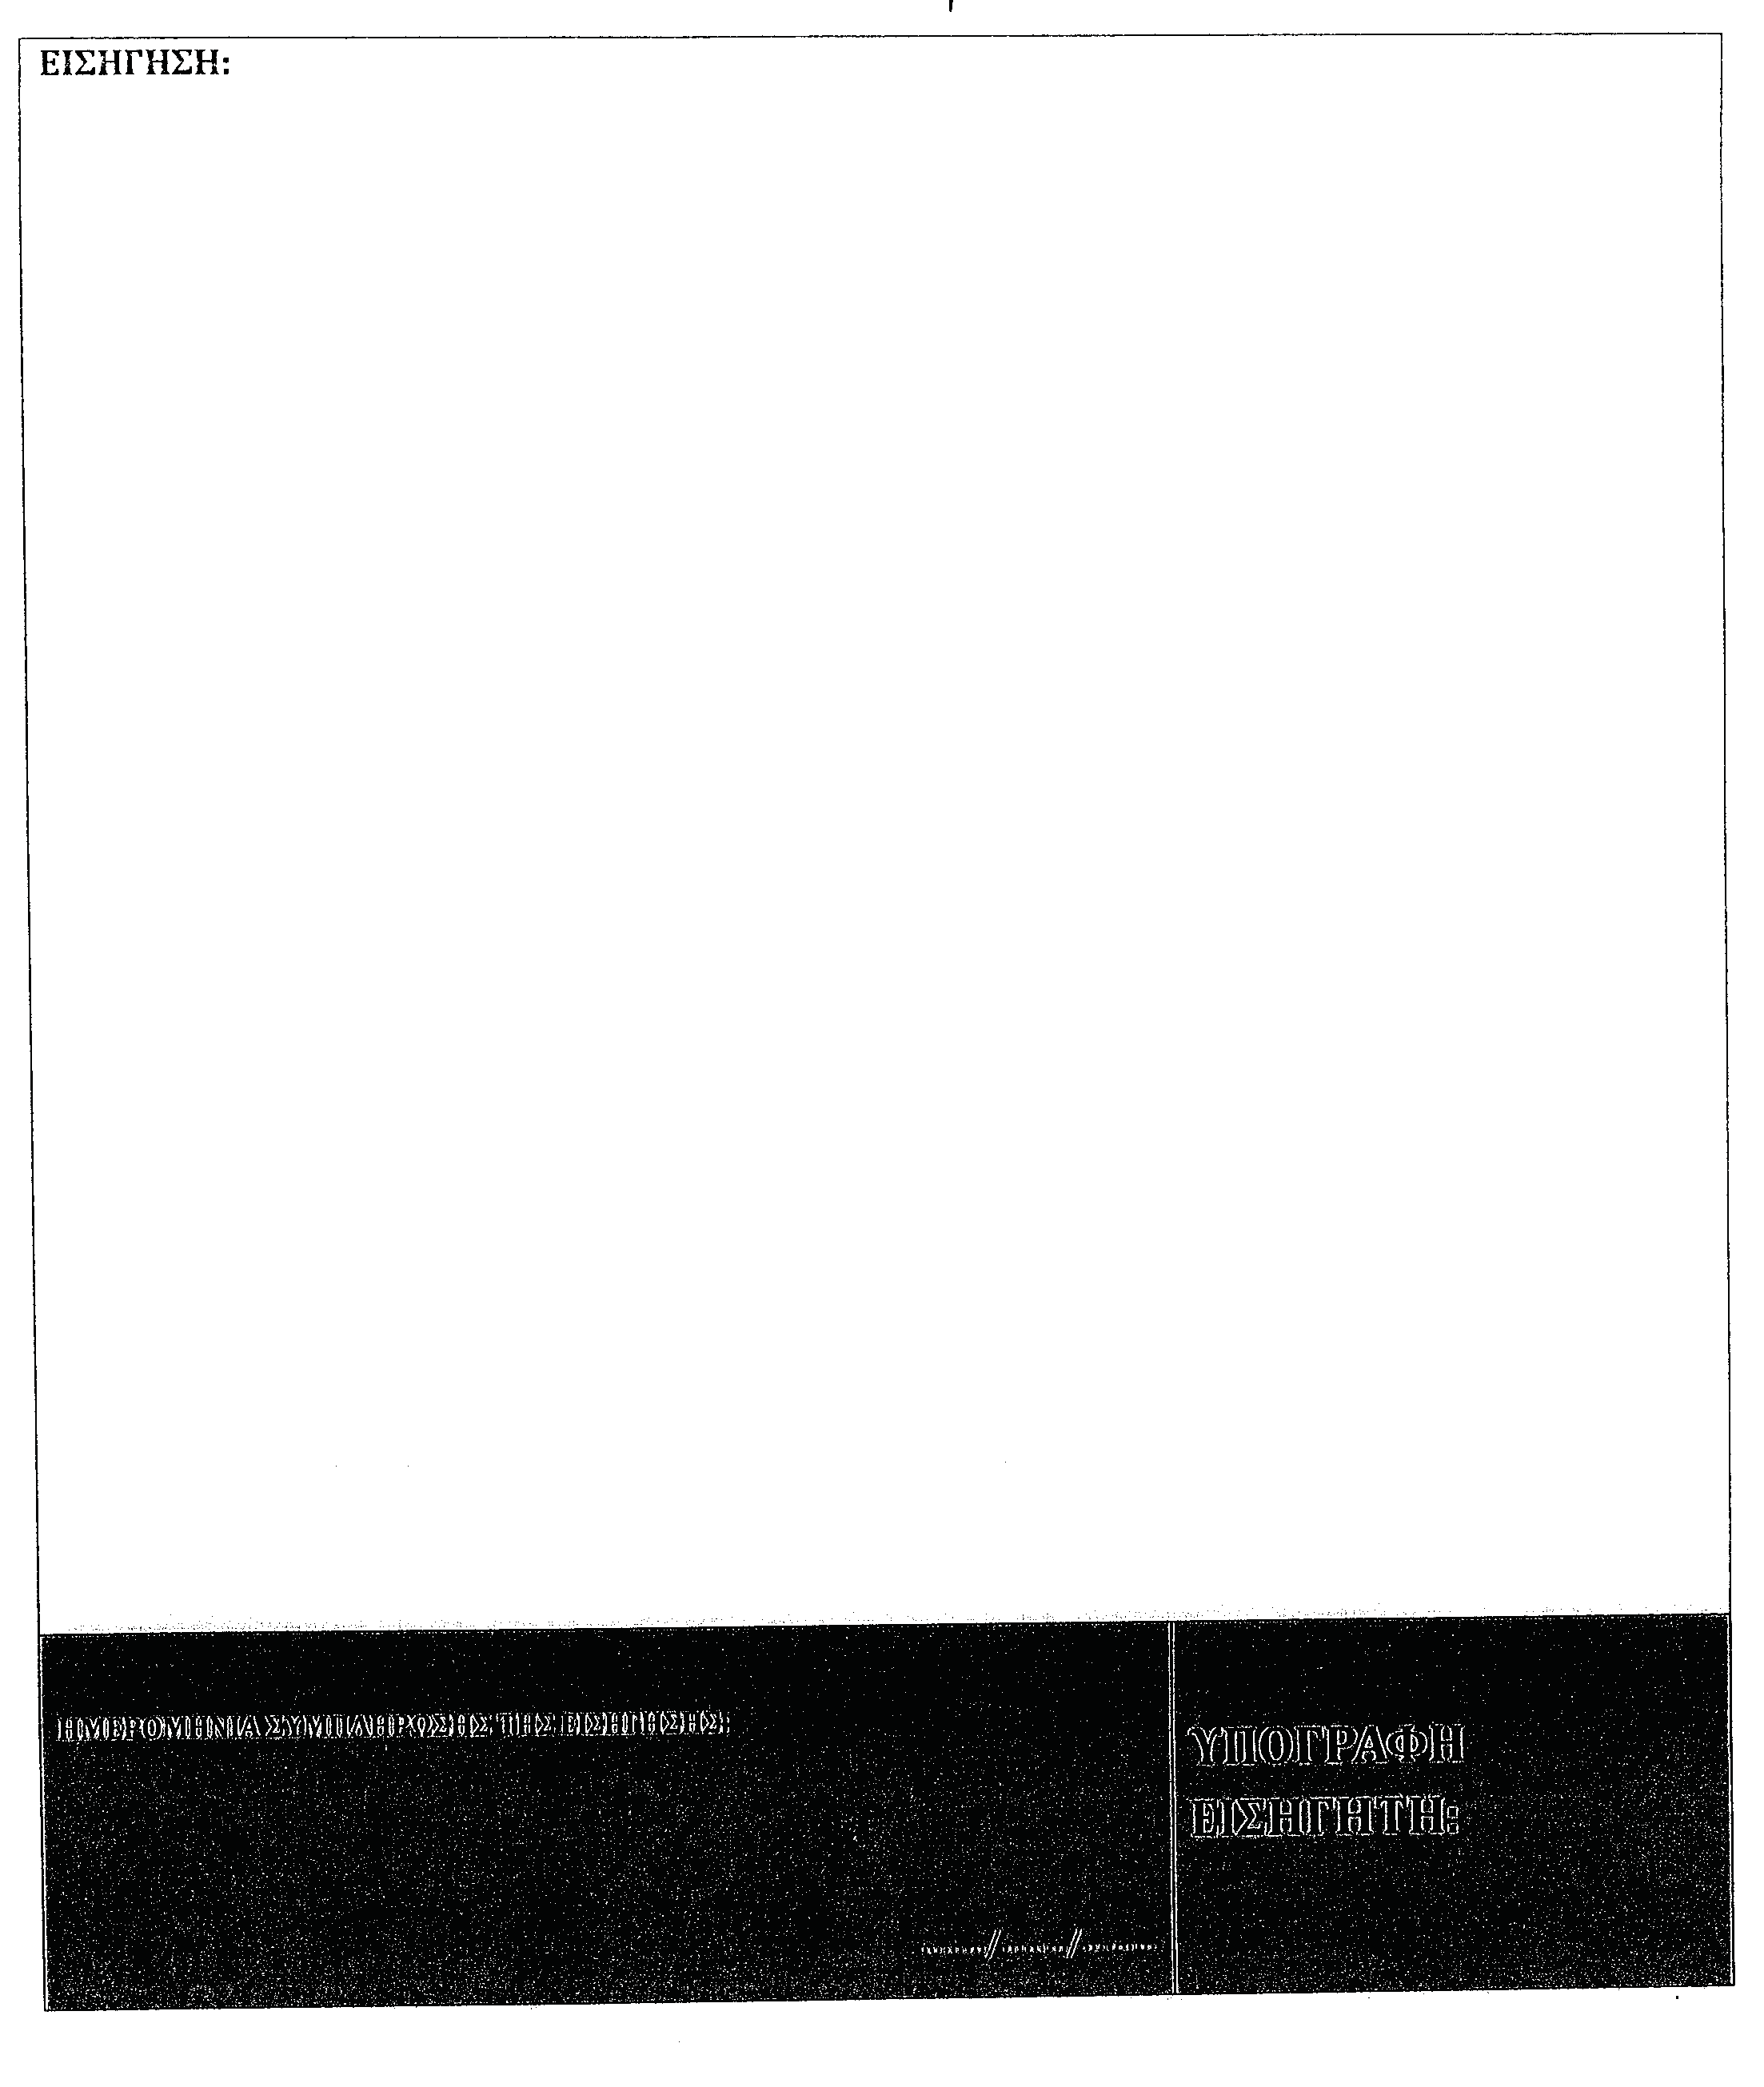 ΕΙΣΗΓΗΣΗ:
ΗΜΕΡΟΜΗΝΙΑ ΣΥΜΠΛΗΡΩΣΗΣ ΤΗΣ ΕΙΣΗΓΗΣΗΣ:
ΥΠΟΓΡΑΦΗ
ΕΙΣΗΓΗΤΗ:
........./........./.........